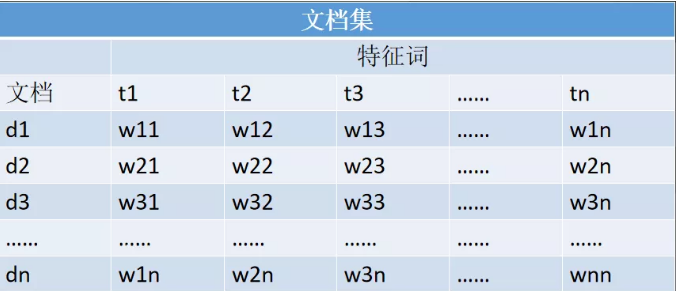 文档集
特征词
文档 t1 t2 t3 ...... tn
d1 w11 w12 w13 ...... w1n
d2 w21 w22 w23 ...... w2n
d3 w31 w32 w33 ...... w3n
...... ...... ...... ...... ...... ......
dn w1n w2n w3n ...... wnn